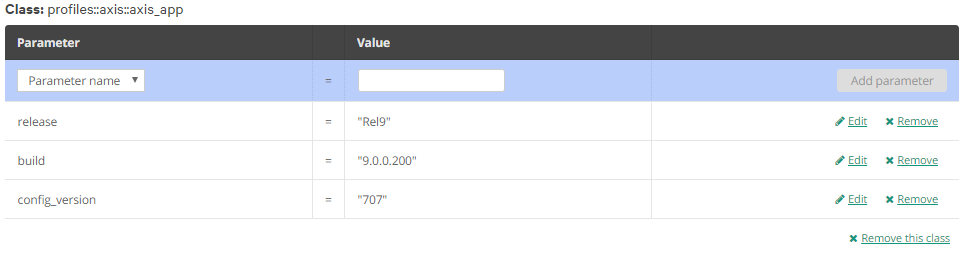 Class: profiles::axis::axis_app
Parameter Value
Parameter name ▼ = Add parameter
release = "Rel9" Edit Remove
build = "9.0.0.200" Edit Remove
config_version = "707" Edit Remove
Remove this class